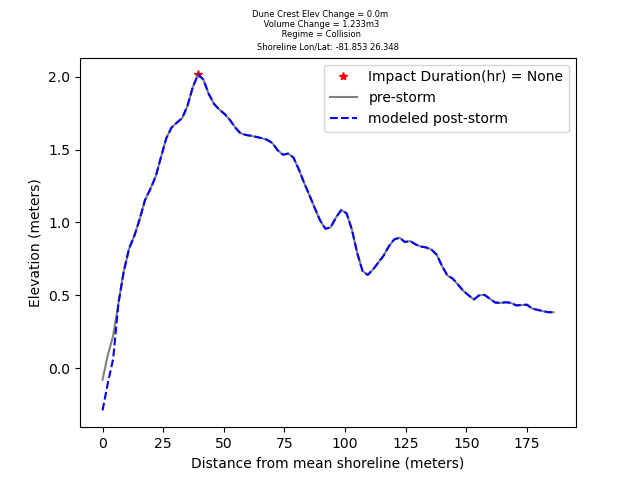 Dune Crest Elev Change = 0.0m
Volume Change = 1.233m3
Regime = Collision
Shoreline Lon/Lat: -81.853 26.348
Impact Duration(hr) = None
pre-storm
modeled post-storm
Elevation (meters)
2.0
1.5
1.0
0.5
0.0
0 25 50 75 100 125 150 175
Distance from mean shoreline (meters)